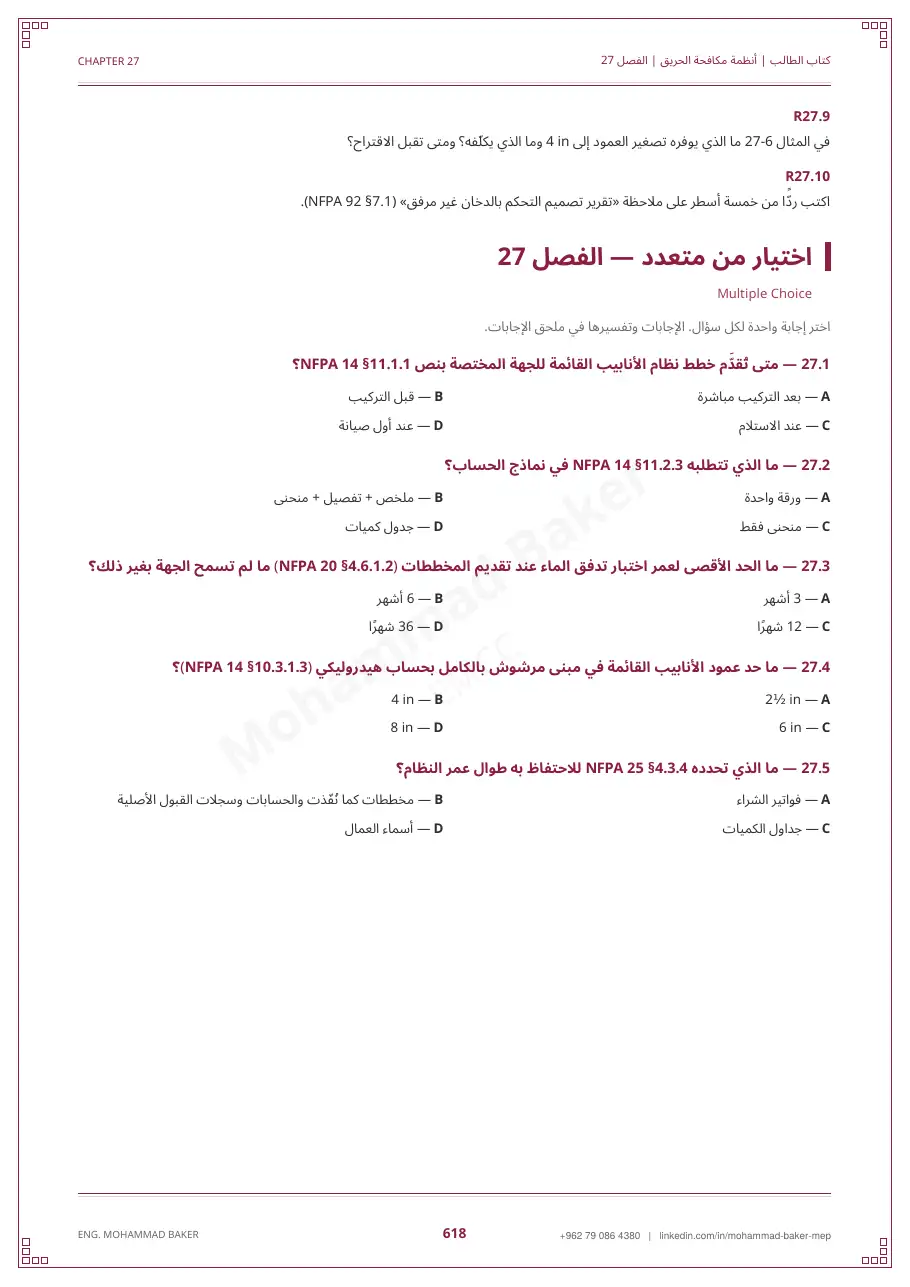 كتاب الطالب | أنظمة مكافحة الحريق | الفصل 27
CHAPTER 27
R27.9
في المثال 6-27 ما الذي يوفره تصغير العمود إلى 4 in وما الذي يكلّفه؟ ومتى تقبل الاقتراح؟
R27.10
اكتب ردًّا من خمسة أسطر على ملاحظة «تقرير تصميم التحكم بالدخان غير مرفق» (NFPA 92 §7.1).
اختيار من متعدد — الفصل 27
Multiple Choice
اختر إجابة واحدة لكل سؤال. الإجابات وتفسيرها في ملحق الإجابات.
27.1 — متى تُقدَّم خطط نظام الأنابيب القائمة للجهة المختصة بنص NFPA 14 §11.1.1؟
A — بعد التركيب مباشرة
B — قبل التركيب
C — عند الاستلام
D — عند أول صيانة
27.2 — ما الذي تتطلبه NFPA 14 §11.2.3 في نماذج الحساب؟
A — ورقة واحدة
B — ملخص + تفصيل + منحنى
C — منحنى فقط
D — جدول كميات
27.3 — ما الحد الأقصى لعمر اختبار تدفق الماء عند تقديم المخططات (NFPA 20 §4.6.1.2) ما لم تسمح الجهة بغير ذلك؟
A — 3 أشهر
B — 6 أشهر
C — 12 شهرًا
D — 36 شهرًا
27.4 — ما حد عمود الأنابيب القائمة في مبنى مرشوش بالكامل بحساب هيدروليكي (NFPA 14 §10.3.1.3)؟
A — 2½ in
B — 4 in
C — 6 in
D — 8 in
27.5 — ما الذي تحدده NFPA 25 §4.3.4 للاحتفاظ به طوال عمر النظام؟
A — فواتير الشراء
B — مخططات كما نُفّذت والحسابات وسجلات القبول الأصلية
C — جداول الكميات
D — أسماء العمال
Mohammad Baker
ENG. MOHAMMAD BAKER
618
+962 79 086 4380 | linkedin.com/in/mohammad-baker-mep